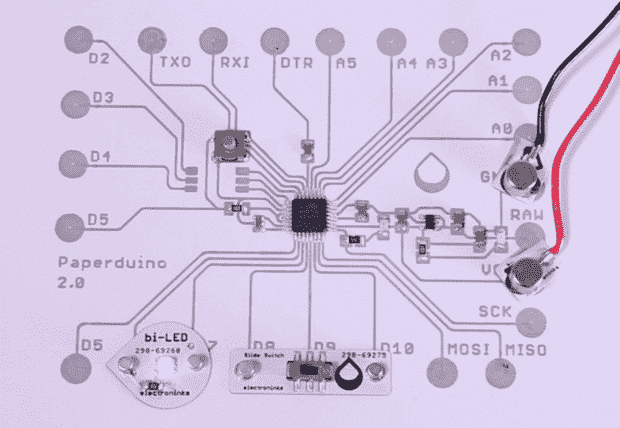 D2
TXO
RXI
DTR
A5
A4
A3
A2
A1
D3
A0
D4
RAW
D5
Paperduino
2.0
SCK
D5
bi-LED
290-69260
7
D8
D9
D10
MOSI
MISO
Slide Switch
290-69275
electroninks
electroninks